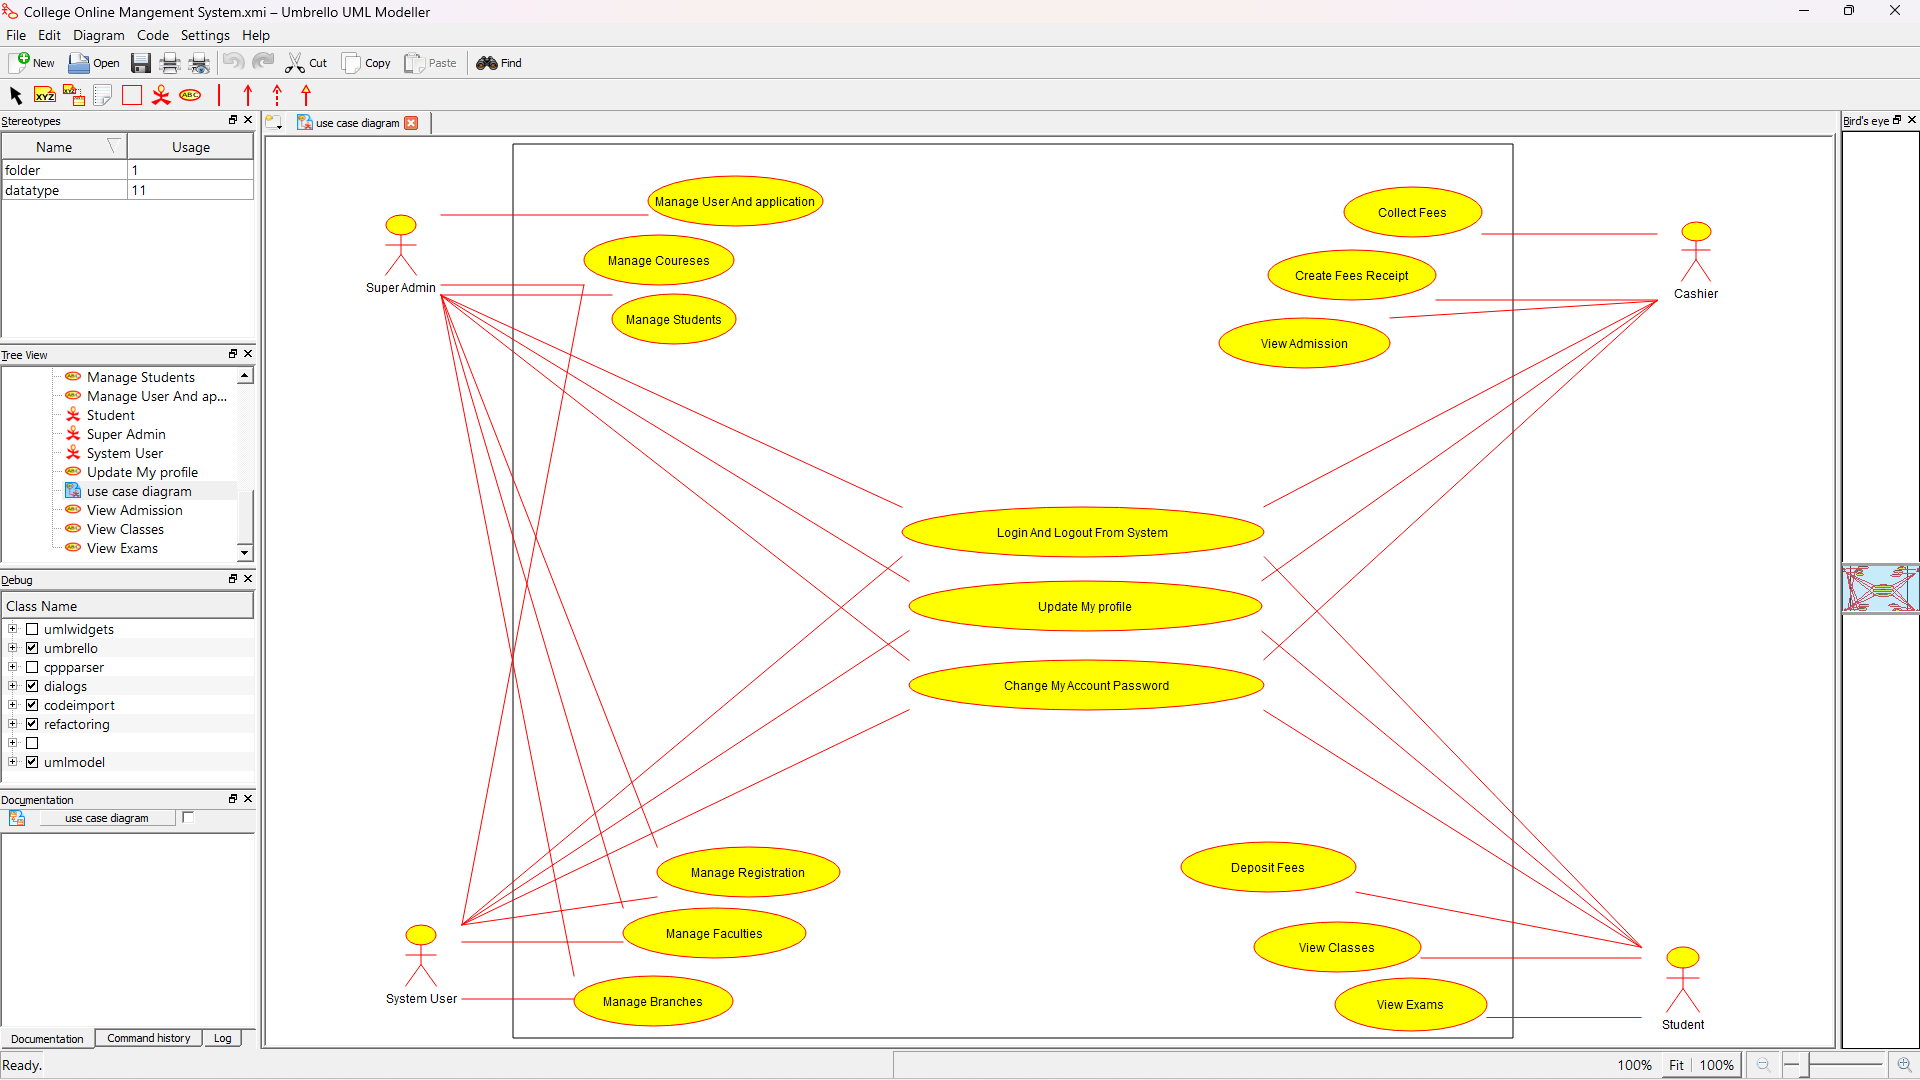 College Online Mangement System.xmi – Umbrello UML Modeller
File Edit Diagram Code Settings Help
New Open Cut Copy Paste Find
XYZ XYZ ABC
Stereotypes
Name Usage
folder 1
datatype 11
Tree View
Manage Students
Manage User And ap...
Student
Super Admin
System User
Update My profile
use case diagram
View Admission
View Classes
View Exams
Debug
Class Name
umlwidgets
umbrello
cppparser
dialogs
codeimport
refactoring
umlmodel
Documentation
use case diagram
Documentation Command history Log
Ready.
use case diagram
Manage User And application
Manage Coureses
Manage Students
Super Admin
Collect Fees
Create Fees Receipt
View Admission
Cashier
Login And Logout From System
Update My profile
Change My Account Password
Manage Registration
Manage Faculties
Manage Branches
System User
Deposit Fees
View Classes
View Exams
Student
Bird's eye
100% Fit 100%